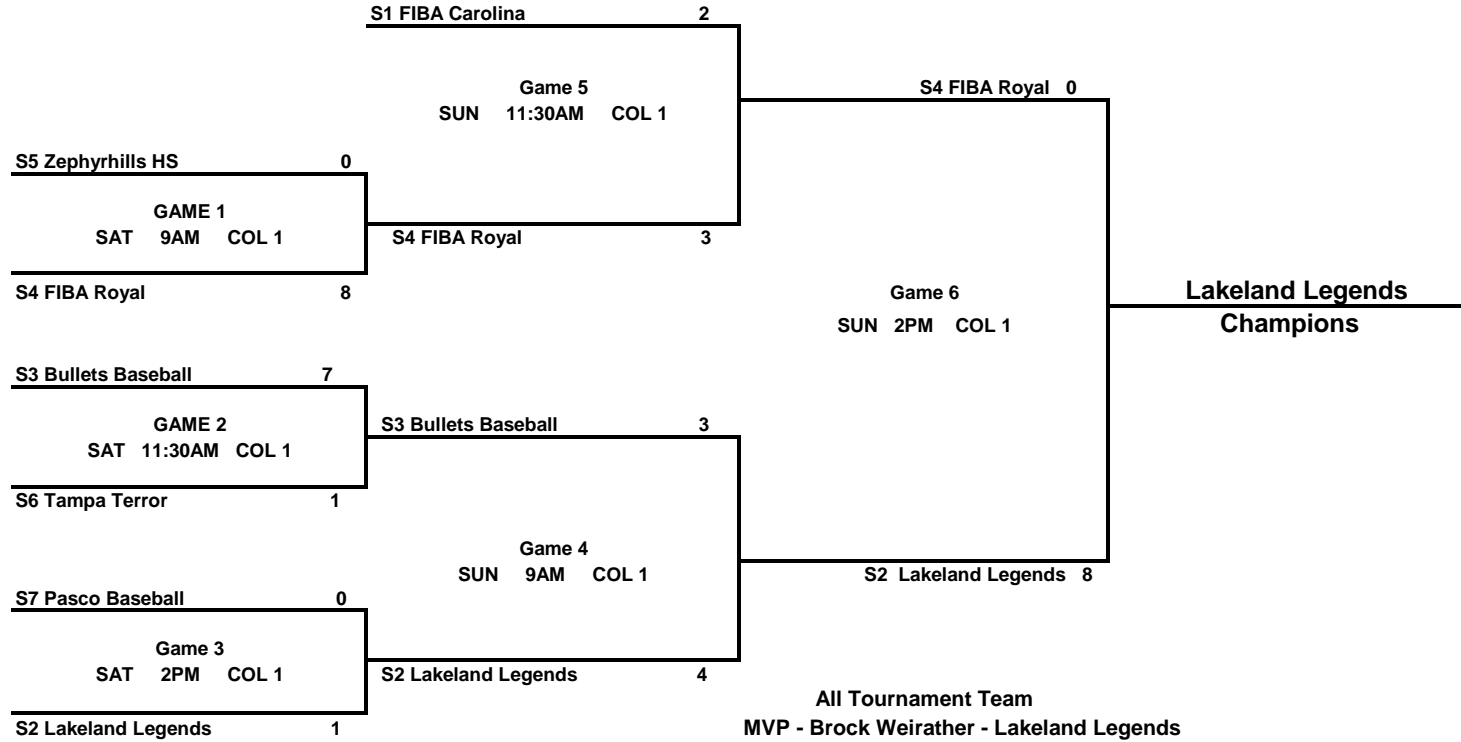 S1 FIBA Carolina 2
Game 5
SUN 11:30AM COL 1
S4 FIBA Royal 0
S5 Zephyrhills HS 0
GAME 1
SAT 9AM COL 1
S4 FIBA Royal 3
S4 FIBA Royal 8
Game 6
SUN 2PM COL 1
Lakeland Legends
Champions
S3 Bullets Baseball 7
GAME 2
SAT 11:30AM COL 1
S3 Bullets Baseball 3
S6 Tampa Terror 1
Game 4
SUN 9AM COL 1
S2 Lakeland Legends 8
S7 Pasco Baseball 0
Game 3
SAT 2PM COL 1
S2 Lakeland Legends 4
S2 Lakeland Legends 1
All Tournament Team
MVP - Brock Weirather - Lakeland Legends